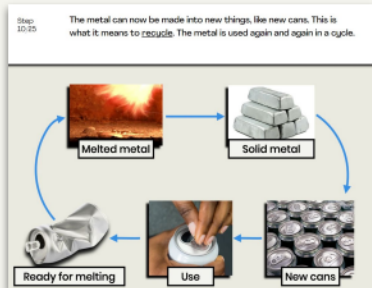 Step
10:25
The metal can now be made into new things, like new cans. This is
what it means to recycle. The metal is used again and again in a cycle.
Melted metal
Solid metal
Ready for melting
Use
New cans